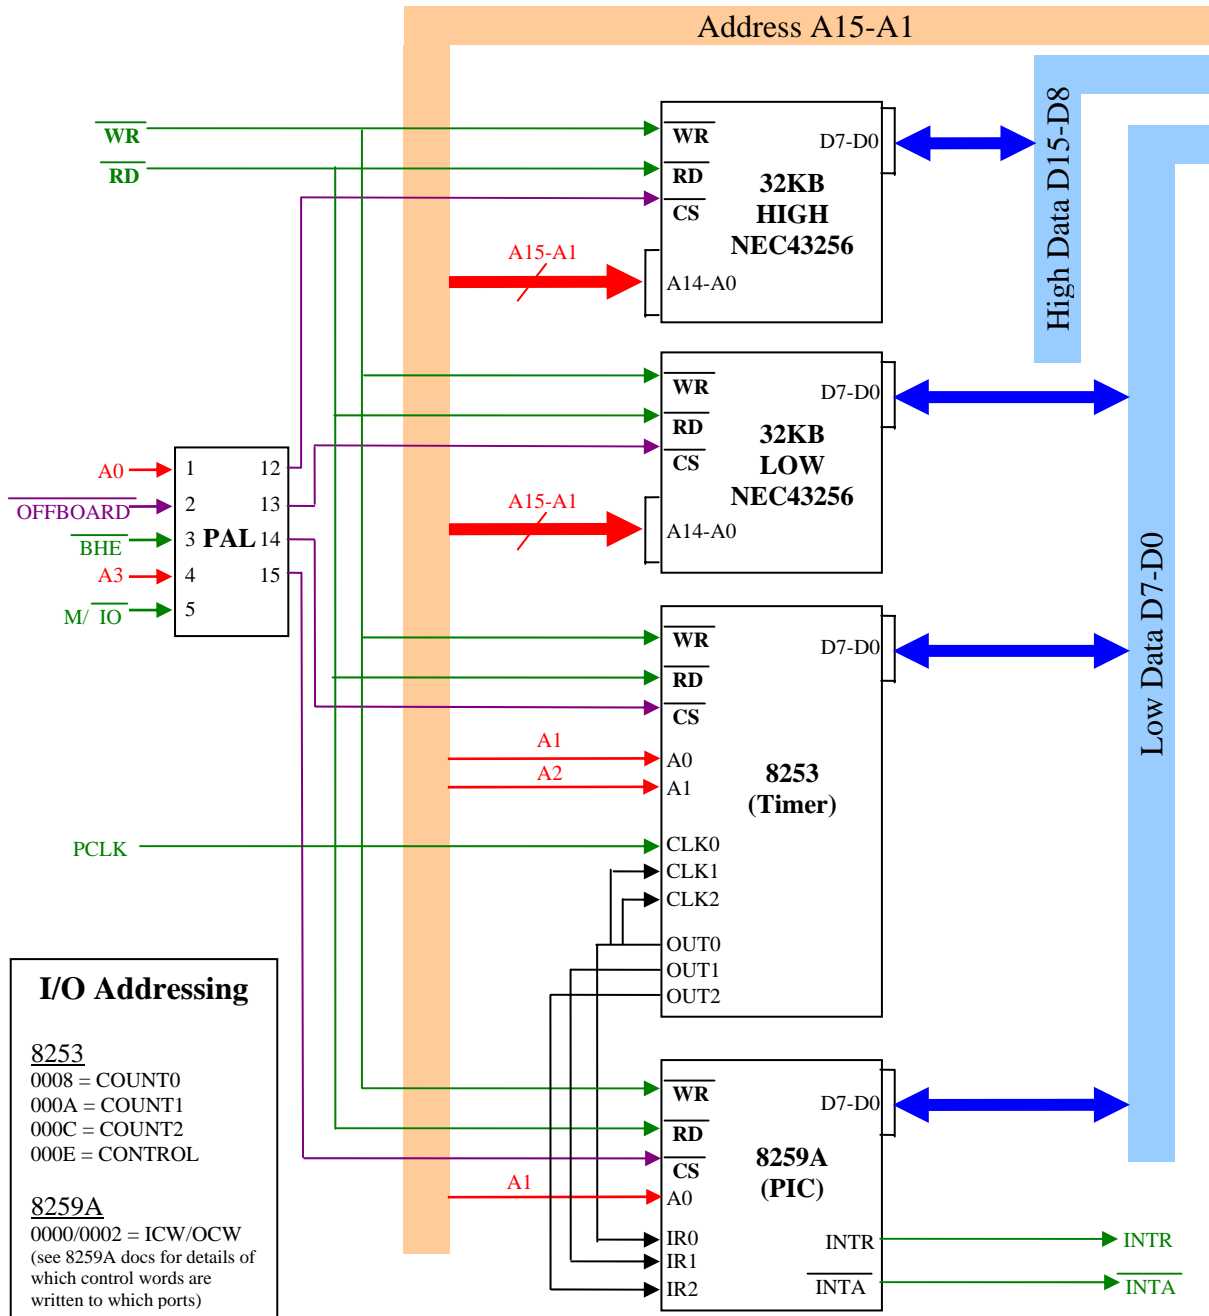 Address A15-A1
High Data D15-D8
Low Data D7-D0
WR
RD
WR
RD
CS
D7-D0
32KB
HIGH
NEC43256
A15-A1
A14-A0
WR
RD
CS
D7-D0
32KB
LOW
NEC43256
A15-A1
A14-A0
A0
OFFBOARD
BHE
A3
M/ IO
1
2
3
4
5
PAL
12
13
14
15
WR
RD
CS
D7-D0
A1
A2
A0
A1
8253
(Timer)
PCLK
CLK0
CLK1
CLK2
OUT0
OUT1
OUT2
I/O Addressing
8253
0008 = COUNT0
000A = COUNT1
000C = COUNT2
000E = CONTROL
8259A
0000/0002 = ICW/OCW
(see 8259A docs for details of
which control words are
written to which ports)
WR
RD
CS
D7-D0
8259A
(PIC)
A1
A0
IR0
IR1
IR2
INTR
INTA
INTR
INTA